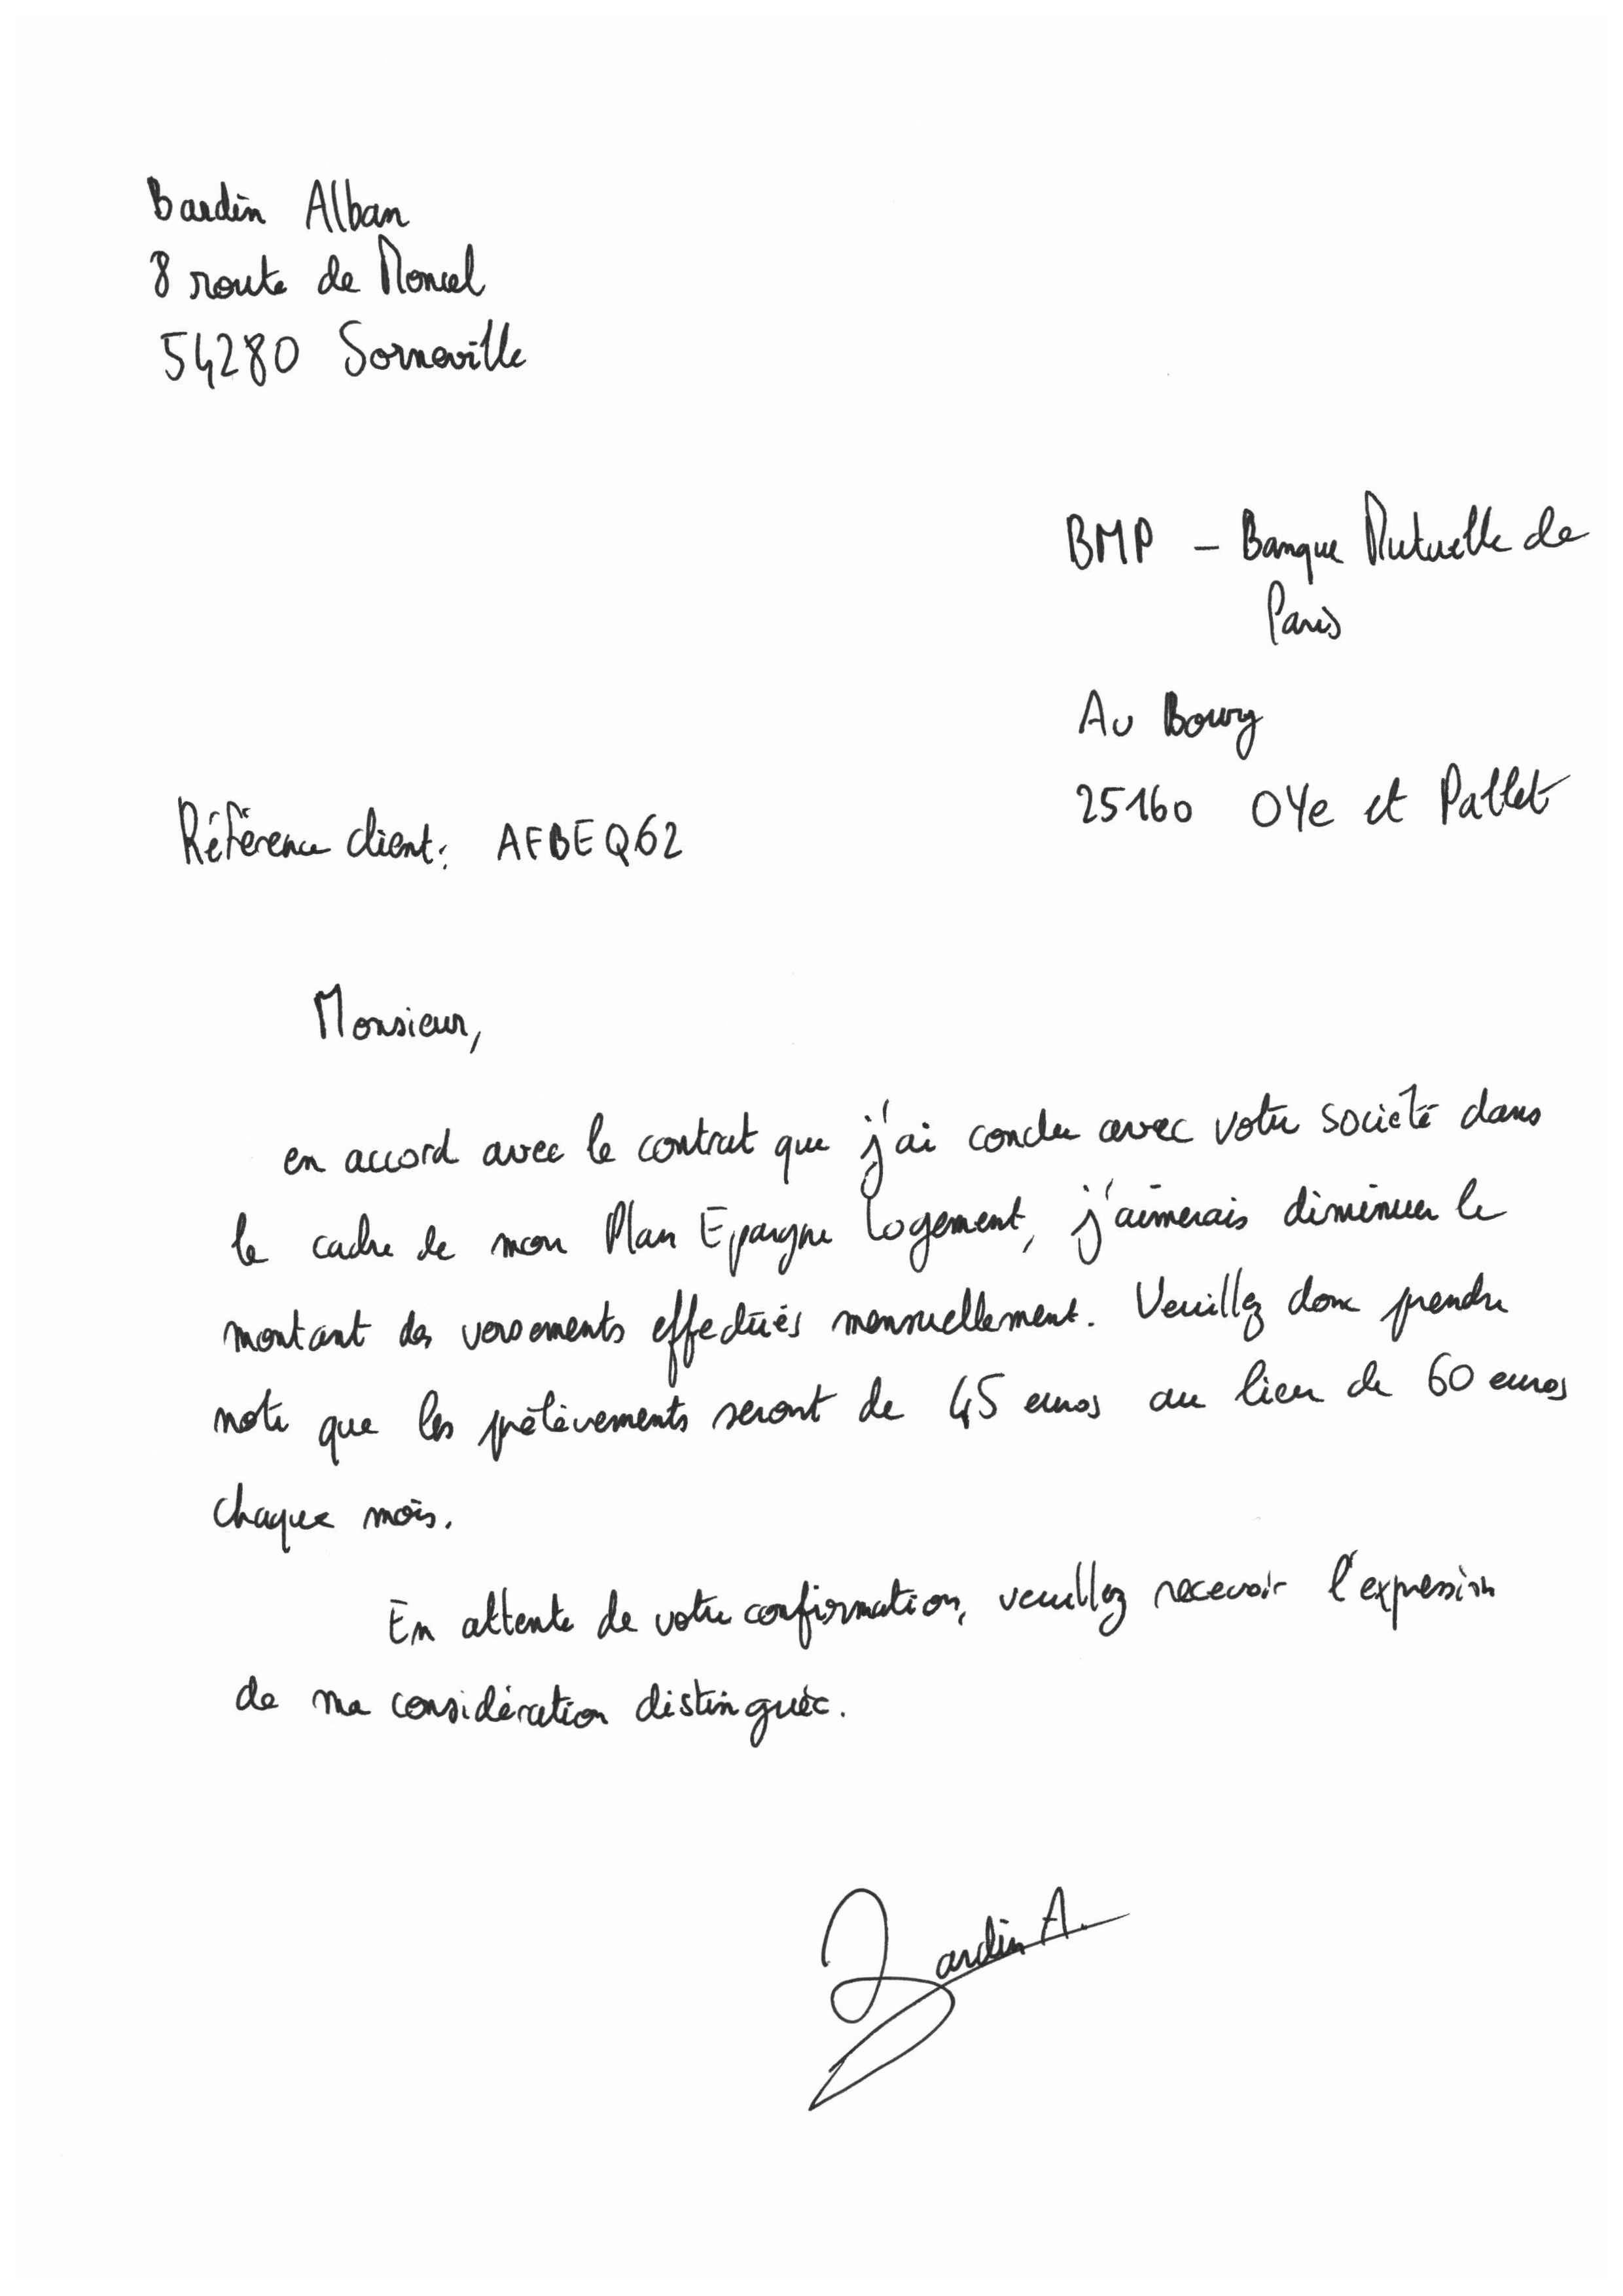 Bardin Alban
8 route de Moncel
54280 Sorneville
BMP - Banque Mutuelle de
Paris
Au Bourg
25160 OYe et Pallet
Référence client: AFBEQ62
Monsieur,
en accord avec le contrat que j'ai conclu avec votre société dans
le cadre de mon Plan Epargne Logement, j'aimerais diminuer le
montant des versements effectués mensuellement. Veuillez donc prendre
note que les prélèvements seront de 45 euros au lieu de 60 euros
chaque mois.
En attente de votre confirmation, veuillez recevoir l'expression
de ma considération distinguée.
Bardin A.